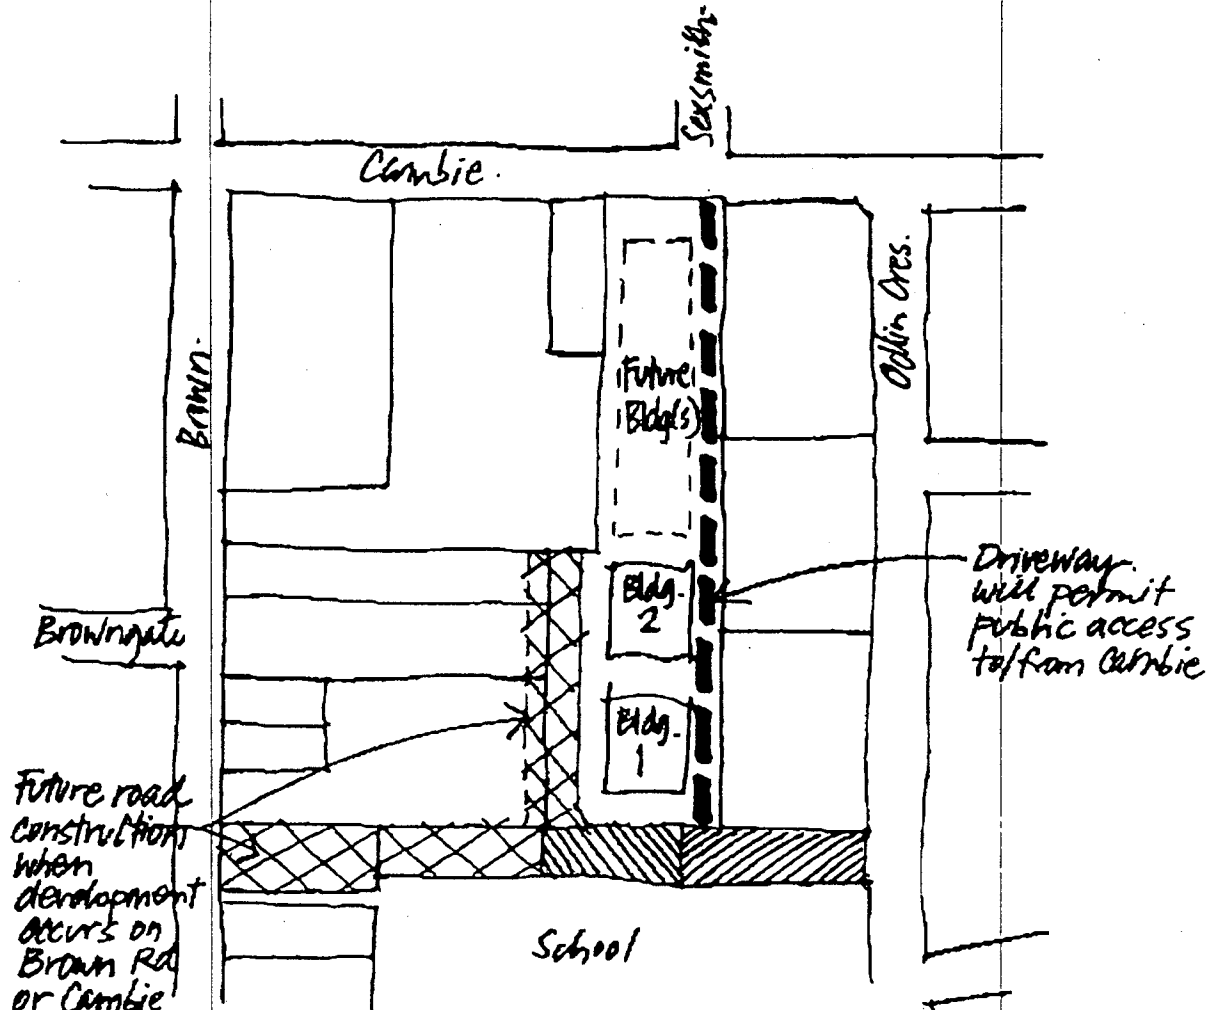 Sexsmith.
Cambie.
Odlin Cres.
Brown.
Future
Bldg(s)
Driveway.
will permit
public access
to/from Cambie
Bldg.
2
Browngate
Bldg.
1
Future road
construction
when
development
occurs on
Brown Rd
or Cambie
School